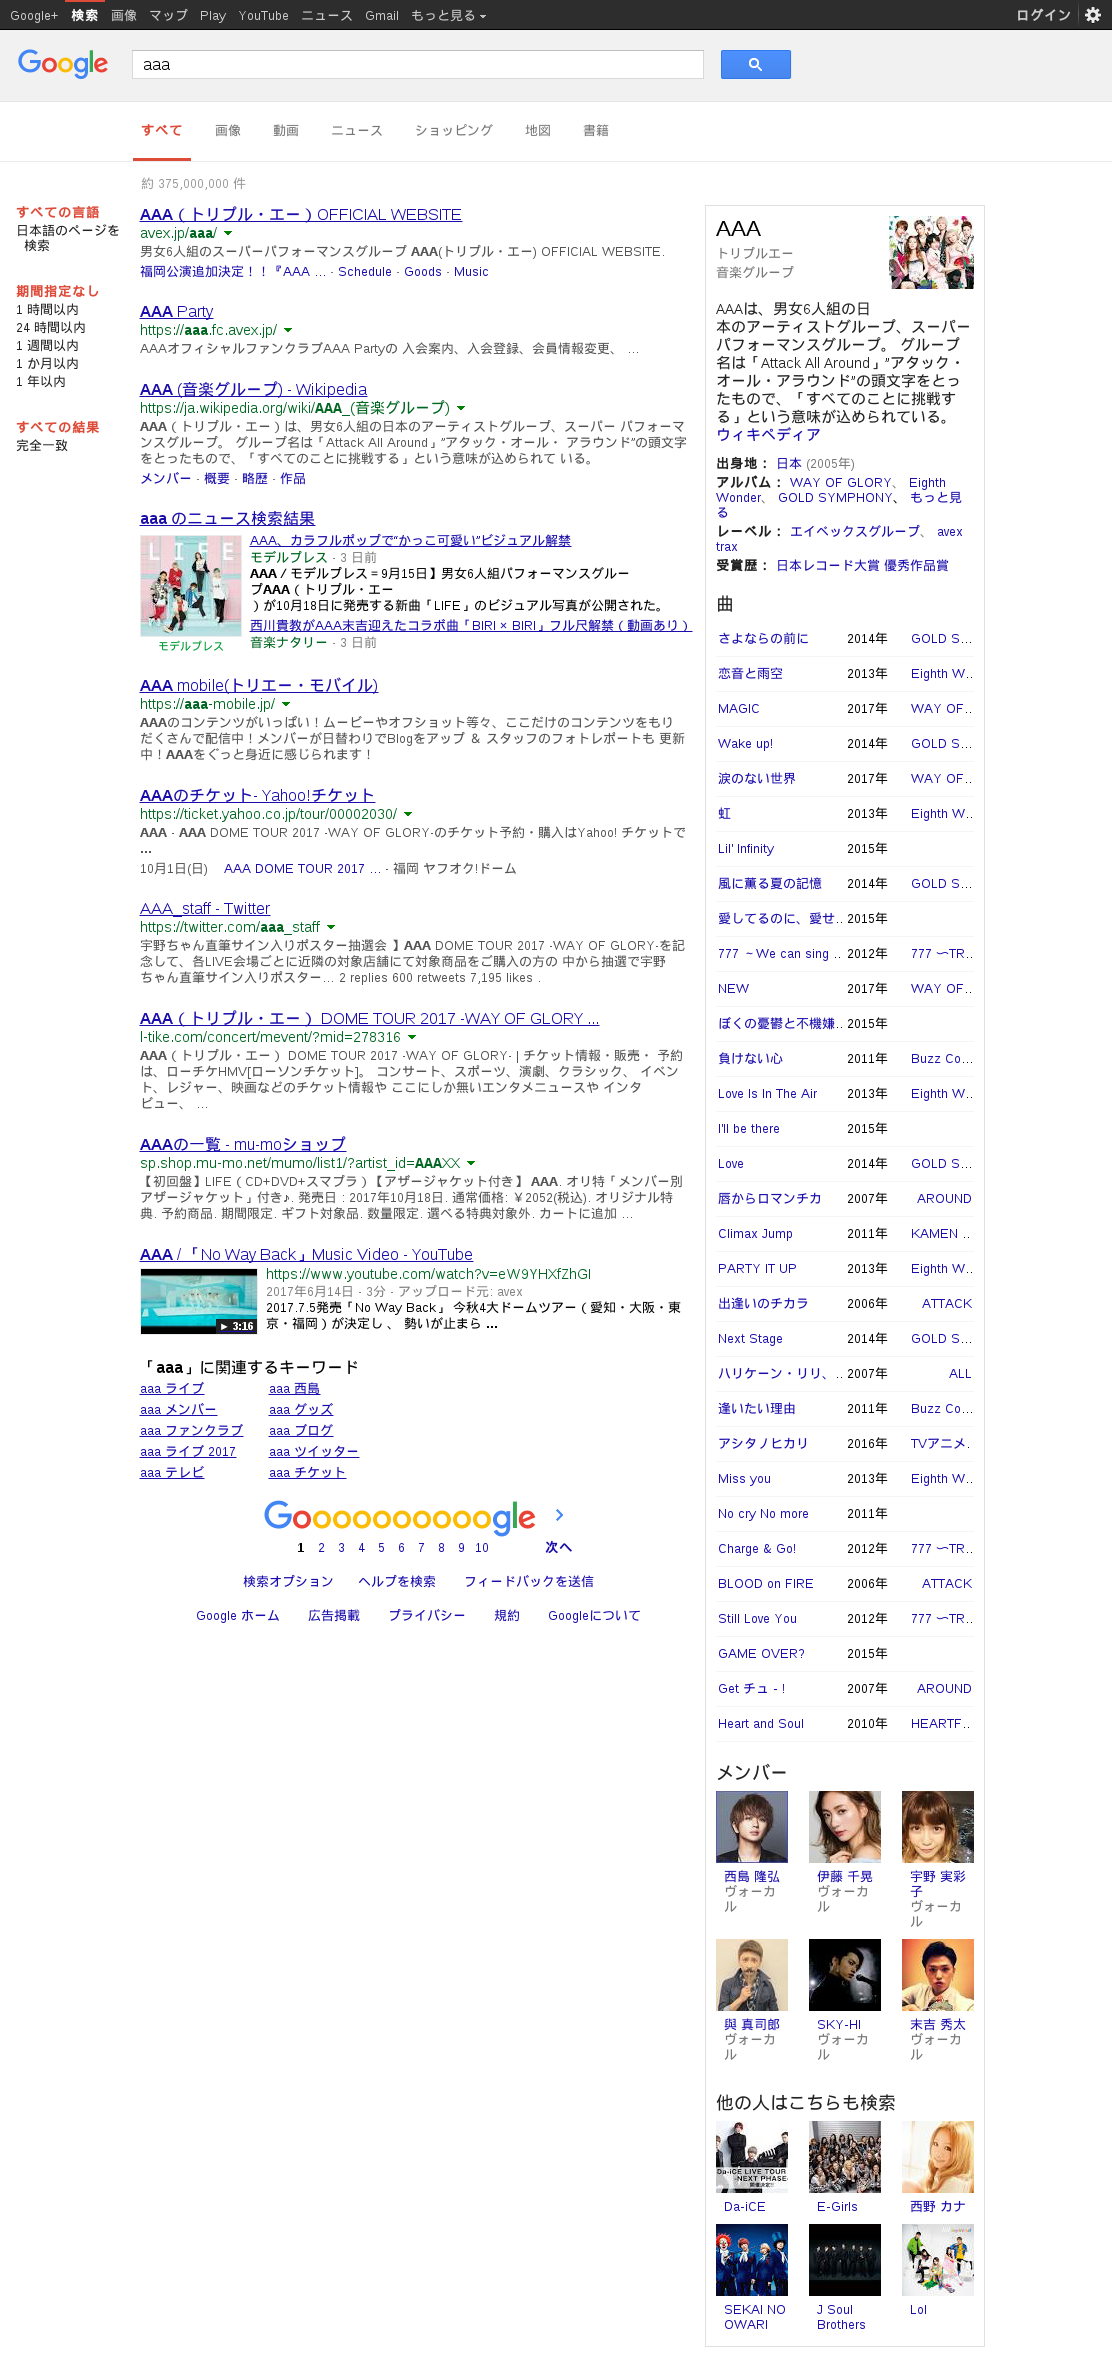 Google+ 検索 画像 マップ Play YouTube ニュース Gmail もっと見る ログイン
Google aaa
すべて 画像 動画 ニュース ショッピング 地図 書籍
約 375,000,000 件
すべての言語
日本語のページを
検索
期間指定なし
1 時間以内
24 時間以内
1 週間以内
1 か月以内
1 年以内
すべての結果
完全一致
AAA（トリプル・エー）OFFICIAL WEBSITE
avex.jp/aaa/
男女6人組のスーパーパフォーマンスグループ AAA(トリプル・エー) OFFICIAL WEBSITE.
福岡公演追加決定！！『AAA ... - Schedule - Goods - Music
AAA Party
https://aaa.fc.avex.jp/
AAAオフィシャルファンクラブAAA Partyの 入会案内、入会登録、会員情報変更、 ...
AAA (音楽グループ) - Wikipedia
https://ja.wikipedia.org/wiki/AAA_(音楽グループ)
AAA（トリプル・エー）は、男女6人組の日本のアーティストグループ、スーパー パフォーマ
ンスグループ。 グループ名は「Attack All Around」"アタック・オール・ アラウンド"の頭文字
をとったもので、「すべてのことに挑戦する」という意味が込められて いる。
メンバー - 概要 - 略歴 - 作品
aaa のニュース検索結果
LIFE
モデルプレス
AAA、カラフルポップで"かっこ可愛い"ビジュアル解禁
モデルプレス - 3 日前
AAA / モデルプレス = 9月15日】男女6人組パフォーマンスグルー
プAAA（トリプル・エー
）が10月18日に発売する新曲「LIFE」のビジュアル写真が公開された。
西川貴教がAAA末吉迎えたコラボ曲「BIRI × BIRI」フル尺解禁（動画あり）
音楽ナタリー - 3 日前
AAA mobile(トリエー・モバイル)
https://aaa-mobile.jp/
AAAのコンテンツがいっぱい！ムービーやオフショット等々、ここだけのコンテンツをもり
だくさんで配信中！メンバーが日替わりでBlogをアップ ＆ スタッフのフォトレポートも 更新
中！AAAをぐっと身近に感じられます！
AAAのチケット- Yahoo!チケット
https://ticket.yahoo.co.jp/tour/00002030/
AAA - AAA DOME TOUR 2017 -WAY OF GLORY-のチケット予約・購入はYahoo! チケットで
...
10月1日(日) AAA DOME TOUR 2017 ... - 福岡 ヤフオク!ドーム
AAA_staff - Twitter
https://twitter.com/aaa_staff
宇野ちゃん直筆サイン入りポスター抽選会 】AAA DOME TOUR 2017 -WAY OF GLORY-を記
念して、各LIVE会場ごとに近隣の対象店舗にて対象商品をご購入の方の 中から抽選で宇野
ちゃん直筆サイン入りポスター... 2 replies 600 retweets 7,195 likes .
AAA（トリプル・エー） DOME TOUR 2017 -WAY OF GLORY ...
l-tike.com/concert/mevent/?mid=278316
AAA（トリプル・エー） DOME TOUR 2017 -WAY OF GLORY- | チケット情報・販売・ 予約
は、ローチケHMV[ローソンチケット]。 コンサート、スポーツ、演劇、クラシック、 イベン
ト、レジャー、映画などのチケット情報や ここにしか無いエンタメニュースや インタ
ビュー、 ...
AAAの一覧 - mu-moショップ
sp.shop.mu-mo.net/mumo/list1/?artist_id=AAAXX
【初回盤】LIFE（CD+DVD+スマプラ）【アザージャケット付き】 AAA. オリ特「メンバー別
アザージャケット」付き♪. 発売日 : 2017年10月18日. 通常価格: ￥2052(税込). オリジナル特
典. 予約商品. 期間限定. ギフト対象品. 数量限定. 選べる特典対象外. カートに追加 ...
AAA / 「No Way Back」Music Video - YouTube
https://www.youtube.com/watch?v=eW9YHXfZhGI
2017年6月14日 - 3分 - アップロード元: avex
2017.7.5発売「No Way Back」 今秋4大ドームツアー（愛知・大阪・東
京・福岡）が決定し 、 勢いが止まら ...
▶ 3:16
「aaa」に関連するキーワード
aaa ライブ aaa 西島
aaa メンバー aaa グッズ
aaa ファンクラブ aaa ブログ
aaa ライブ 2017 aaa ツイッター
aaa テレビ aaa チケット
Goooooooooogle >
1 2 3 4 5 6 7 8 9 10 次へ
検索オプション ヘルプを検索 フィードバックを送信
Google ホーム 広告掲載 プライバシー 規約 Googleについて
AAA
トリプルエー
音楽グループ
AAAは、男女6人組の日
本のアーティストグループ、スーパー
パフォーマンスグループ。 グループ
名は「Attack All Around」"アタック・
オール・アラウンド"の頭文字をとっ
たもので、「すべてのことに挑戦す
る」という意味が込められている。
ウィキペディア
出身地： 日本 (2005年)
アルバム： WAY OF GLORY、 Eighth
Wonder、 GOLD SYMPHONY、 もっと見
る
レーベル： エイベックスグループ、 avex
trax
受賞歴： 日本レコード大賞 優秀作品賞
曲
さよならの前に 2014年 GOLD S...
恋音と雨空 2013年 Eighth W..
MAGIC 2017年 WAY OF..
Wake up! 2014年 GOLD S...
涙のない世界 2017年 WAY OF..
虹 2013年 Eighth W..
Lil' Infinity 2015年
風に薫る夏の記憶 2014年 GOLD S...
愛してるのに、愛せ.. 2015年
777 ～We can sing .. 2012年 777 〜TR..
NEW 2017年 WAY OF..
ぼくの憂鬱と不機嫌.. 2015年
負けない心 2011年 Buzz Co...
Love Is In The Air 2013年 Eighth W..
I'll be there 2015年
Love 2014年 GOLD S...
唇からロマンチカ 2007年 AROUND
Climax Jump 2011年 KAMEN ..
PARTY IT UP 2013年 Eighth W..
出逢いのチカラ 2006年 ATTACK
Next Stage 2014年 GOLD S...
ハリケーン・リリ、.. 2007年 ALL
逢いたい理由 2011年 Buzz Co...
アシタノヒカリ 2016年 TVアニメ.
Miss you 2013年 Eighth W..
No cry No more 2011年
Charge & Go! 2012年 777 〜TR..
BLOOD on FIRE 2006年 ATTACK
Still Love You 2012年 777 〜TR..
GAME OVER? 2015年
Get チュ - ! 2007年 AROUND
Heart and Soul 2010年 HEARTF..
メンバー
西島 隆弘 伊藤 千晃 宇野 実彩
子
ヴォーカ
ル ヴォーカ
ル ヴォーカ
ル
與 真司郎 SKY-HI 末吉 秀太
ヴォーカ
ル ヴォーカ
ル ヴォーカ
ル
他の人はこちらも検索
Da-iCE LIVE TOUR
-NEXT PHASE-
Da-iCE E-Girls 西野 カナ
SEKAI NO
OWARI J Soul
Brothers Lol